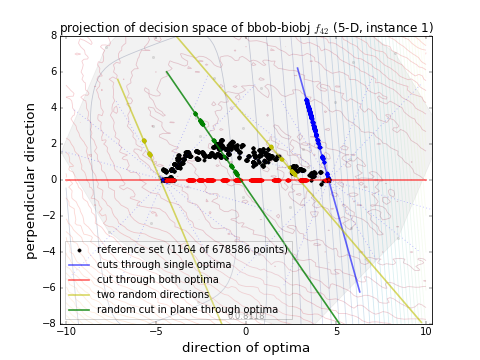 projection of decision space of bbob-biobj f₄₂ (5-D, instance 1)
8
6
4
2
0
−2
−4
−6
−8
perpendicular direction
reference set (1164 of 678586 points)
cuts through single optima
cut through both optima
two random directions
random cut in plane through optima
−10
−5
0
5
10
direction of optima